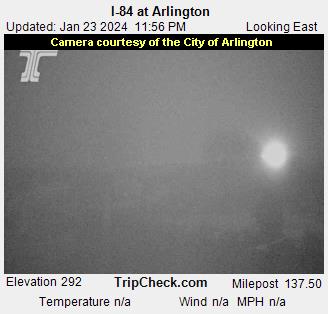 I-84 at Arlington
Updated: Jan 23 2024 11:56 PM Looking East
Camera courtesy of the City of Arlington
Elevation 292 TripCheck.com Milepost 137.50
Temperature n/a Wind n/a MPH n/a